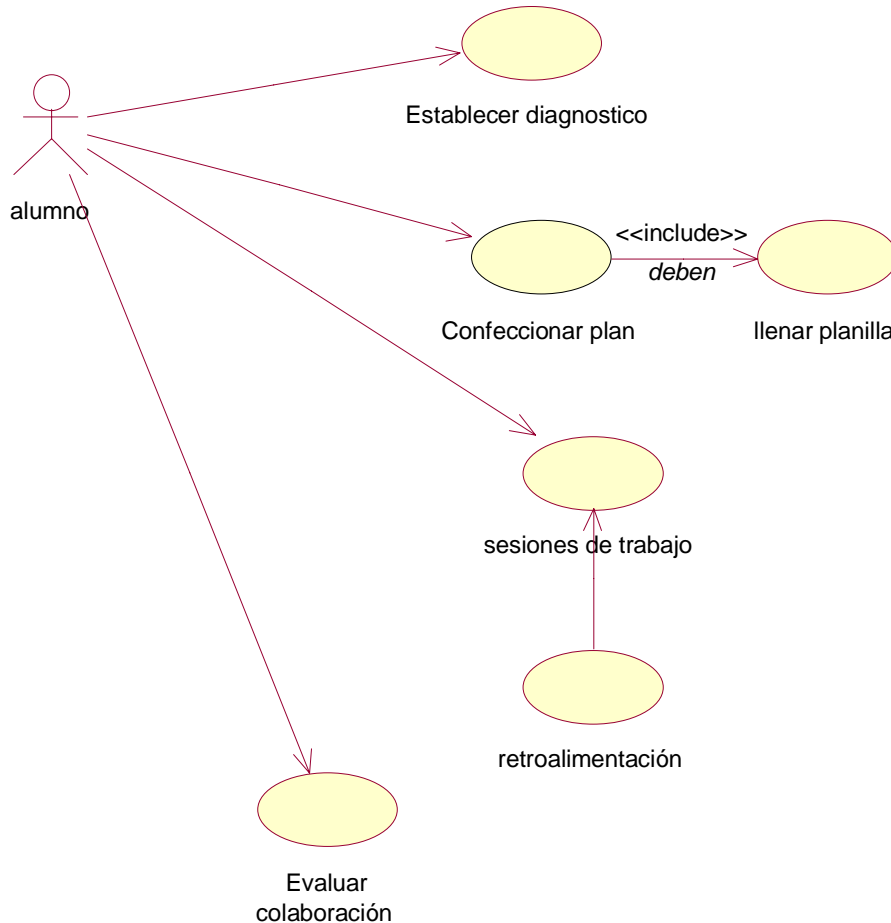 Establecer diagnostico
alumno
<<include>>
deben
Confeccionar plan
llenar planilla
sesiones de trabajo
retroalimentación
Evaluar
colaboración